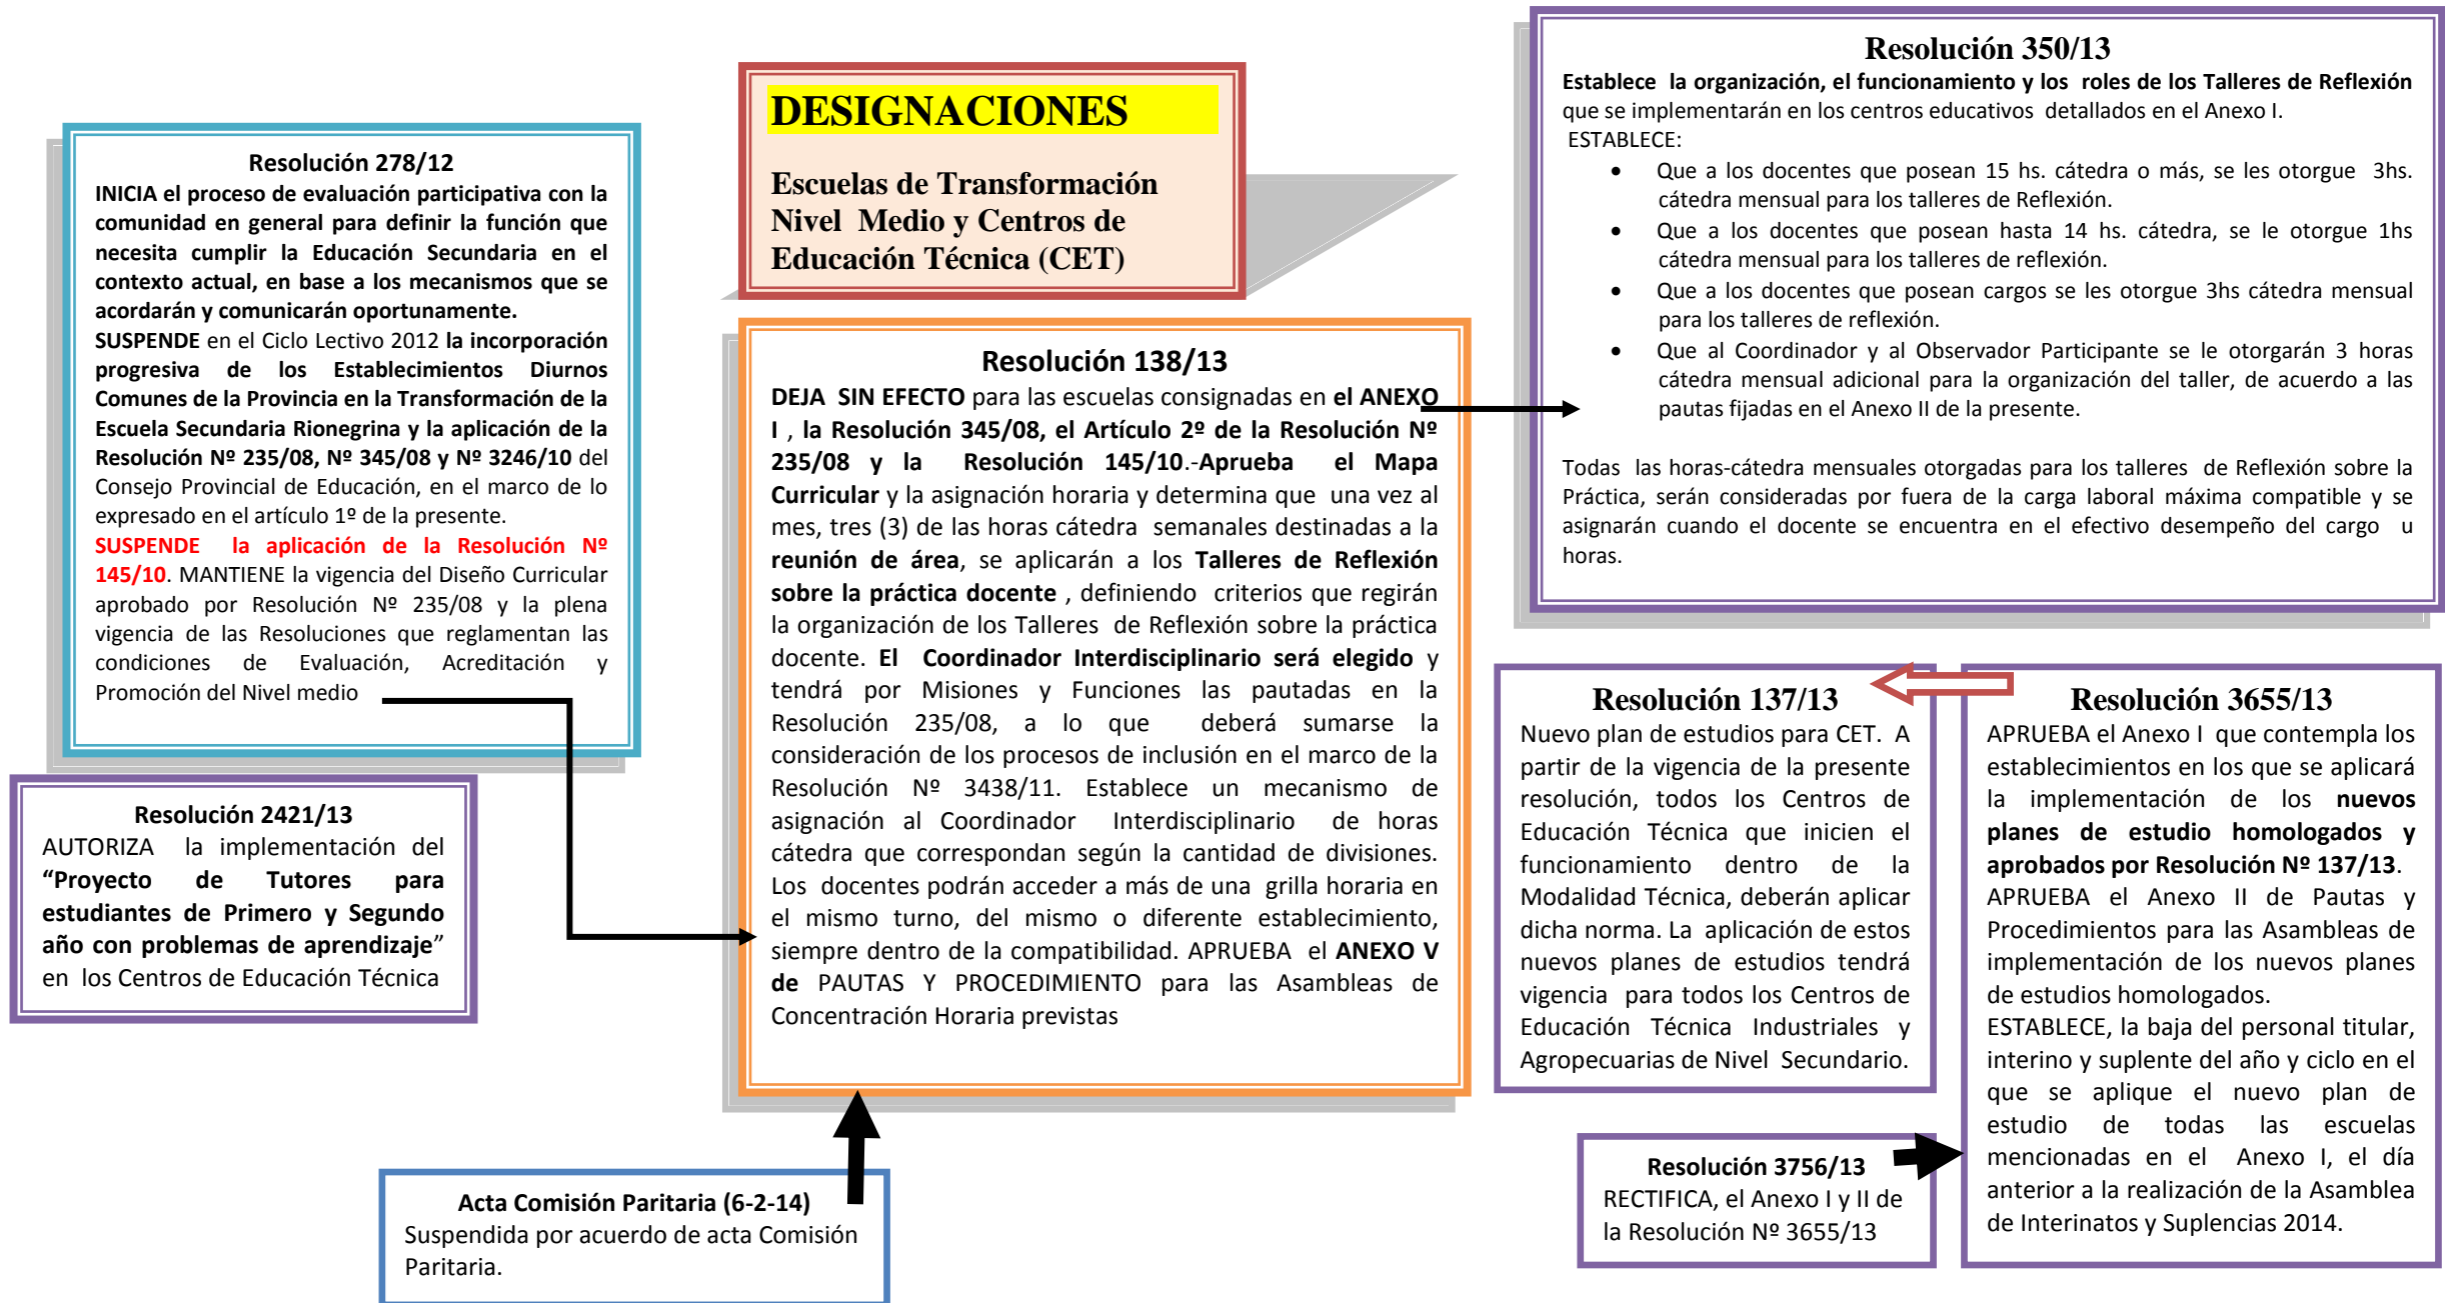 DESIGNACIONES
Escuelas de Transformación
Nivel Medio y Centros de
Educación Técnica (CET)
Resolución 278/12
INICIA el proceso de evaluación participativa con la
comunidad en general para definir la función que
necesita cumplir la Educación Secundaria en el
contexto actual, en base a los mecanismos que se
acordarán y comunicarán oportunamente.
SUSPENDE en el Ciclo Lectivo 2012 la incorporación
progresiva de los Establecimientos Diurnos
Comunes de la Provincia en la Transformación de la
Escuela Secundaria Rionegrina y la aplicación de la
Resolución Nº 235/08, Nº 345/08 y Nº 3246/10 del
Consejo Provincial de Educación, en el marco de lo
expresado en el artículo 1º de la presente.
SUSPENDE la aplicación de la Resolución Nº
145/10. MANTIENE la vigencia del Diseño Curricular
aprobado por Resolución Nº 235/08 y la plena
vigencia de las Resoluciones que reglamentan las
condiciones de Evaluación, Acreditación y
Promoción del Nivel medio
Resolución 2421/13
AUTORIZA la implementación del
“Proyecto de Tutores para
estudiantes de Primero y Segundo
año con problemas de aprendizaje”
en los Centros de Educación Técnica
Resolución 138/13
DEJA SIN EFECTO para las escuelas consignadas en el ANEXO
I , la Resolución 345/08, el Artículo 2º de la Resolución Nº
235/08 y la Resolución 145/10.-Aprueba el Mapa
Curricular y la asignación horaria y determina que una vez al
mes, tres (3) de las horas cátedra semanales destinadas a la
reunión de área, se aplicarán a los Talleres de Reflexión
sobre la práctica docente , definiendo criterios que regirán
la organización de los Talleres de Reflexión sobre la práctica
docente. El Coordinador Interdisciplinario será elegido y
tendrá por Misiones y Funciones las pautadas en la
Resolución 235/08, a lo que deberá sumarse la
consideración de los procesos de inclusión en el marco de la
Resolución Nº 3438/11. Establece un mecanismo de
asignación al Coordinador Interdisciplinario de horas
cátedra que correspondan según la cantidad de divisiones.
Los docentes podrán acceder a más de una grilla horaria en
el mismo turno, del mismo o diferente establecimiento,
siempre dentro de la compatibilidad. APRUEBA el ANEXO V
de PAUTAS Y PROCEDIMIENTO para las Asambleas de
Concentración Horaria previstas
Acta Comisión Paritaria (6-2-14)
Suspendida por acuerdo de acta Comisión
Paritaria.
Resolución 350/13
Establece la organización, el funcionamiento y los roles de los Talleres de Reflexión
que se implementarán en los centros educativos detallados en el Anexo I.
ESTABLECE:
• Que a los docentes que posean 15 hs. cátedra o más, se les otorgue 3hs.
cátedra mensual para los talleres de Reflexión.
• Que a los docentes que posean hasta 14 hs. cátedra, se le otorgue 1hs
cátedra mensual para los talleres de reflexión.
• Que a los docentes que posean cargos se les otorgue 3hs cátedra mensual
para los talleres de reflexión.
• Que al Coordinador y al Observador Participante se le otorgarán 3 horas
cátedra mensual adicional para la organización del taller, de acuerdo a las
pautas fijadas en el Anexo II de la presente.
Todas las horas-cátedra mensuales otorgadas para los talleres de Reflexión sobre la
Práctica, serán consideradas por fuera de la carga laboral máxima compatible y se
asignarán cuando el docente se encuentra en el efectivo desempeño del cargo u
horas.
Resolución 137/13
Nuevo plan de estudios para CET. A
partir de la vigencia de la presente
resolución, todos los Centros de
Educación Técnica que inicien el
funcionamiento dentro de la
Modalidad Técnica, deberán aplicar
dicha norma. La aplicación de estos
nuevos planes de estudios tendrá
vigencia para todos los Centros de
Educación Técnica Industriales y
Agropecuarias de Nivel Secundario.
Resolución 3655/13
APRUEBA el Anexo I que contempla los
establecimientos en los que se aplicará
la implementación de los nuevos
planes de estudio homologados y
aprobados por Resolución Nº 137/13.
APRUEBA el Anexo II de Pautas y
Procedimientos para las Asambleas de
implementación de los nuevos planes
de estudios homologados.
ESTABLECE, la baja del personal titular,
interino y suplente del año y ciclo en el
que se aplique el nuevo plan de
estudio de todas las escuelas
mencionadas en el Anexo I, el día
anterior a la realización de la Asamblea
de Interinatos y Suplencias 2014.
Resolución 3756/13
RECTIFICA, el Anexo I y II de
la Resolución Nº 3655/13